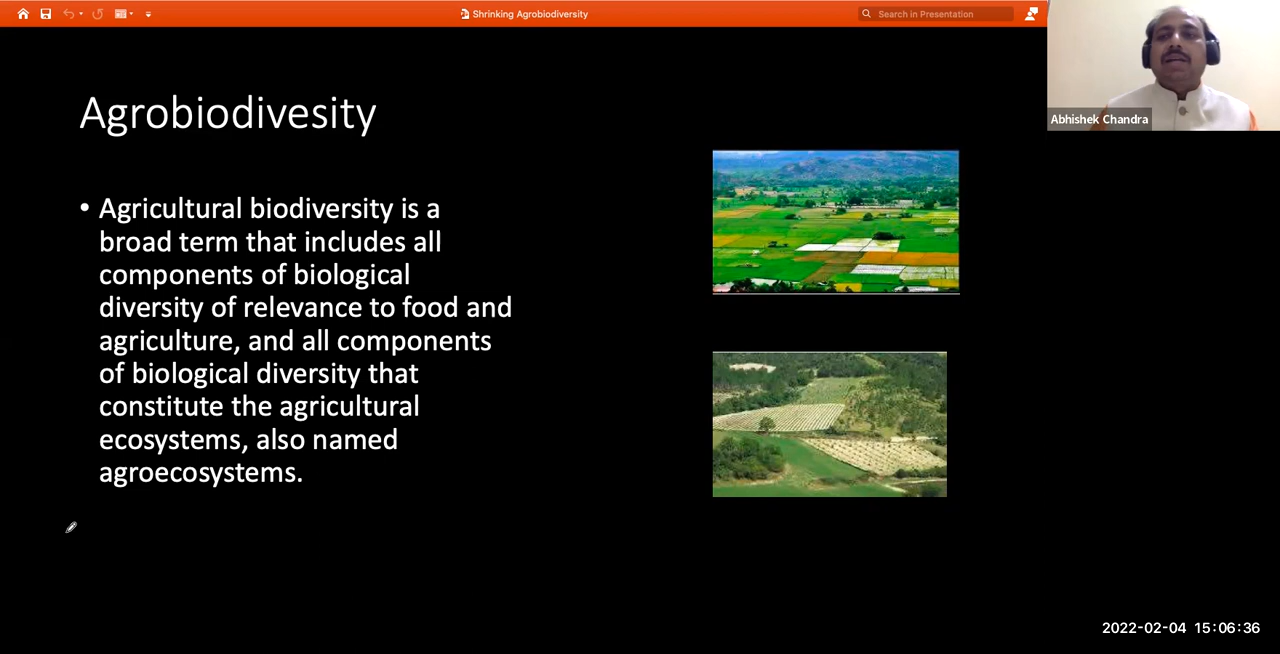 Shrinking Agrobiodiversity
Search in Presentation
Abhishek Chandra
Agrobiodivesity
• Agricultural biodiversity is a
broad term that includes all
components of biological
diversity of relevance to food and
agriculture, and all components
of biological diversity that
constitute the agricultural
ecosystems, also named
agroecosystems.
2022-02-04 15:06:36